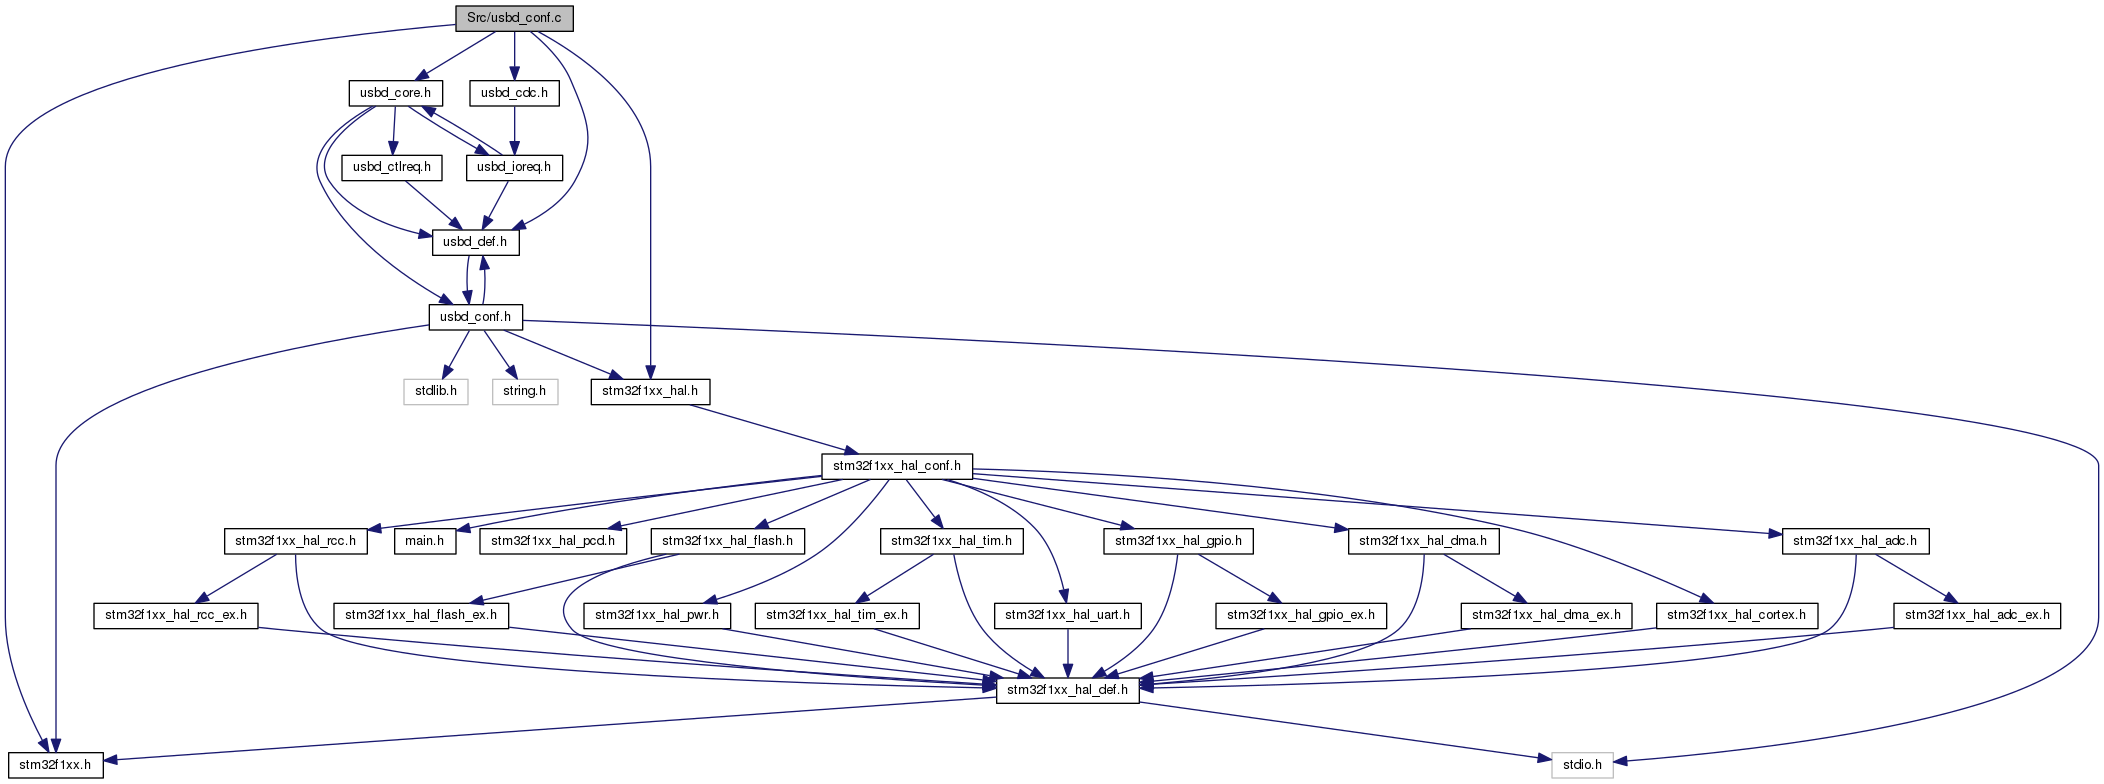 Src/usbd_conf.c
usbd_core.h
usbd_cdc.h
usbd_ctlreq.h
usbd_ioreq.h
usbd_def.h
usbd_conf.h
stdlib.h
string.h
stm32f1xx_hal.h
stm32f1xx_hal_conf.h
stm32f1xx_hal_rcc.h
main.h
stm32f1xx_hal_pcd.h
stm32f1xx_hal_flash.h
stm32f1xx_hal_tim.h
stm32f1xx_hal_gpio.h
stm32f1xx_hal_dma.h
stm32f1xx_hal_adc.h
stm32f1xx_hal_rcc_ex.h
stm32f1xx_hal_flash_ex.h
stm32f1xx_hal_pwr.h
stm32f1xx_hal_tim_ex.h
stm32f1xx_hal_uart.h
stm32f1xx_hal_gpio_ex.h
stm32f1xx_hal_dma_ex.h
stm32f1xx_hal_cortex.h
stm32f1xx_hal_adc_ex.h
stm32f1xx_hal_def.h
stm32f1xx.h
stdio.h